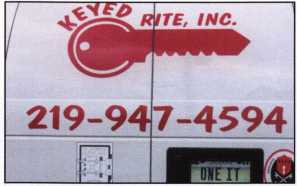 KEYED RITE, INC.
219-947-4594
ONE IT